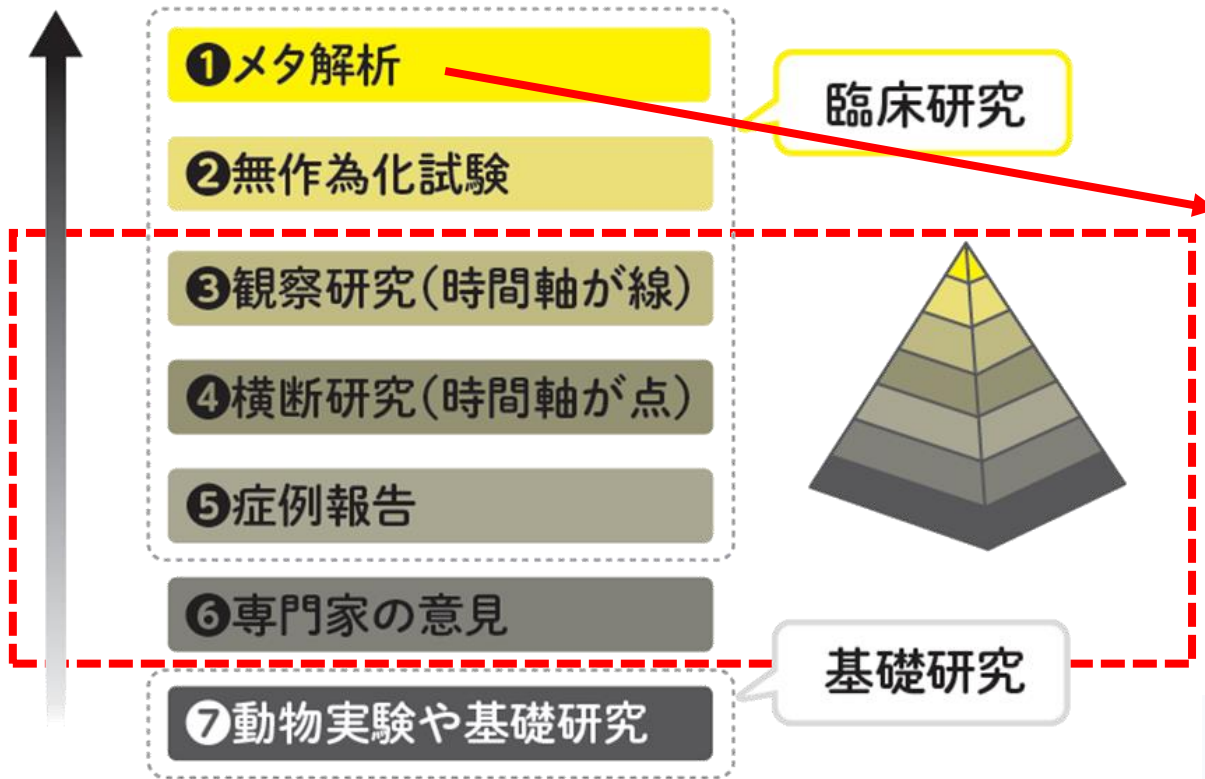 ❶メタ解析
臨床研究
❷無作為化試験
❸観察研究(時間軸が線)
❹横断研究(時間軸が点)
❺症例報告
❻専門家の意見
基礎研究
❼動物実験や基礎研究